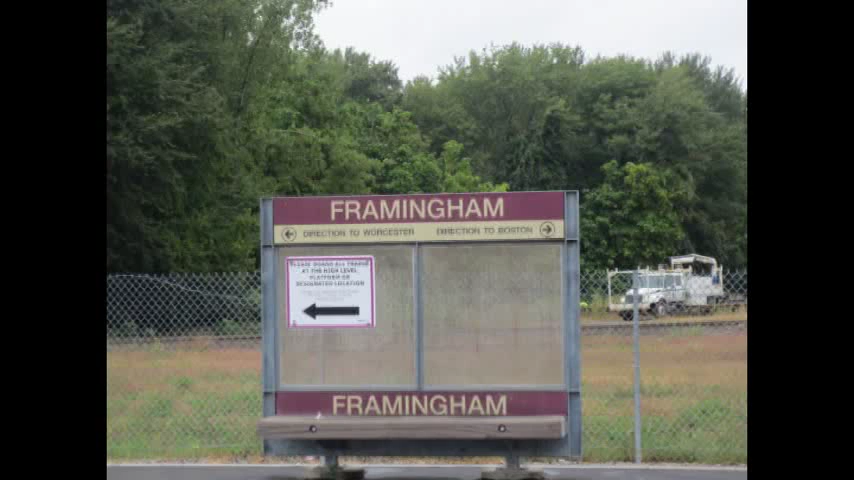 FRAMINGHAM
DIRECTION TO WORCESTER DIRECTION TO BOSTON
PLEASE BOARD ALL TRAINS
AT THE HIGH LEVEL
PLATFORM OR
DESIGNATED LOCATION
FRAMINGHAM